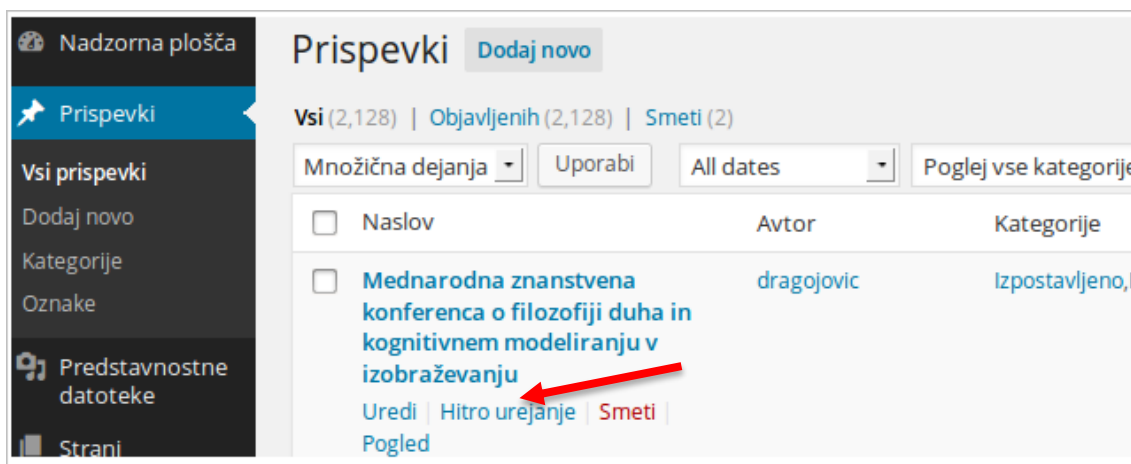 Nadzorna plošča
Prispevki
Vsi prispevki
Dodaj novo
Kategorije
Oznake
Predstavnostne
datoteke
Strani
Prispevki Dodaj novo
Vsi (2,128) | Objavljenih (2,128) | Smeti (2)
Množična dejanja Uporabi All dates Poglej vse kategorije
Naslov Avtor Kategorije
Mednarodna znanstvena dragojovic Izpostavljeno,
konferenca o filozofiji duha in
kognitivnem modeliranju v
izobraževanju
Uredi | Hitro urejanje | Smeti |
Pogled